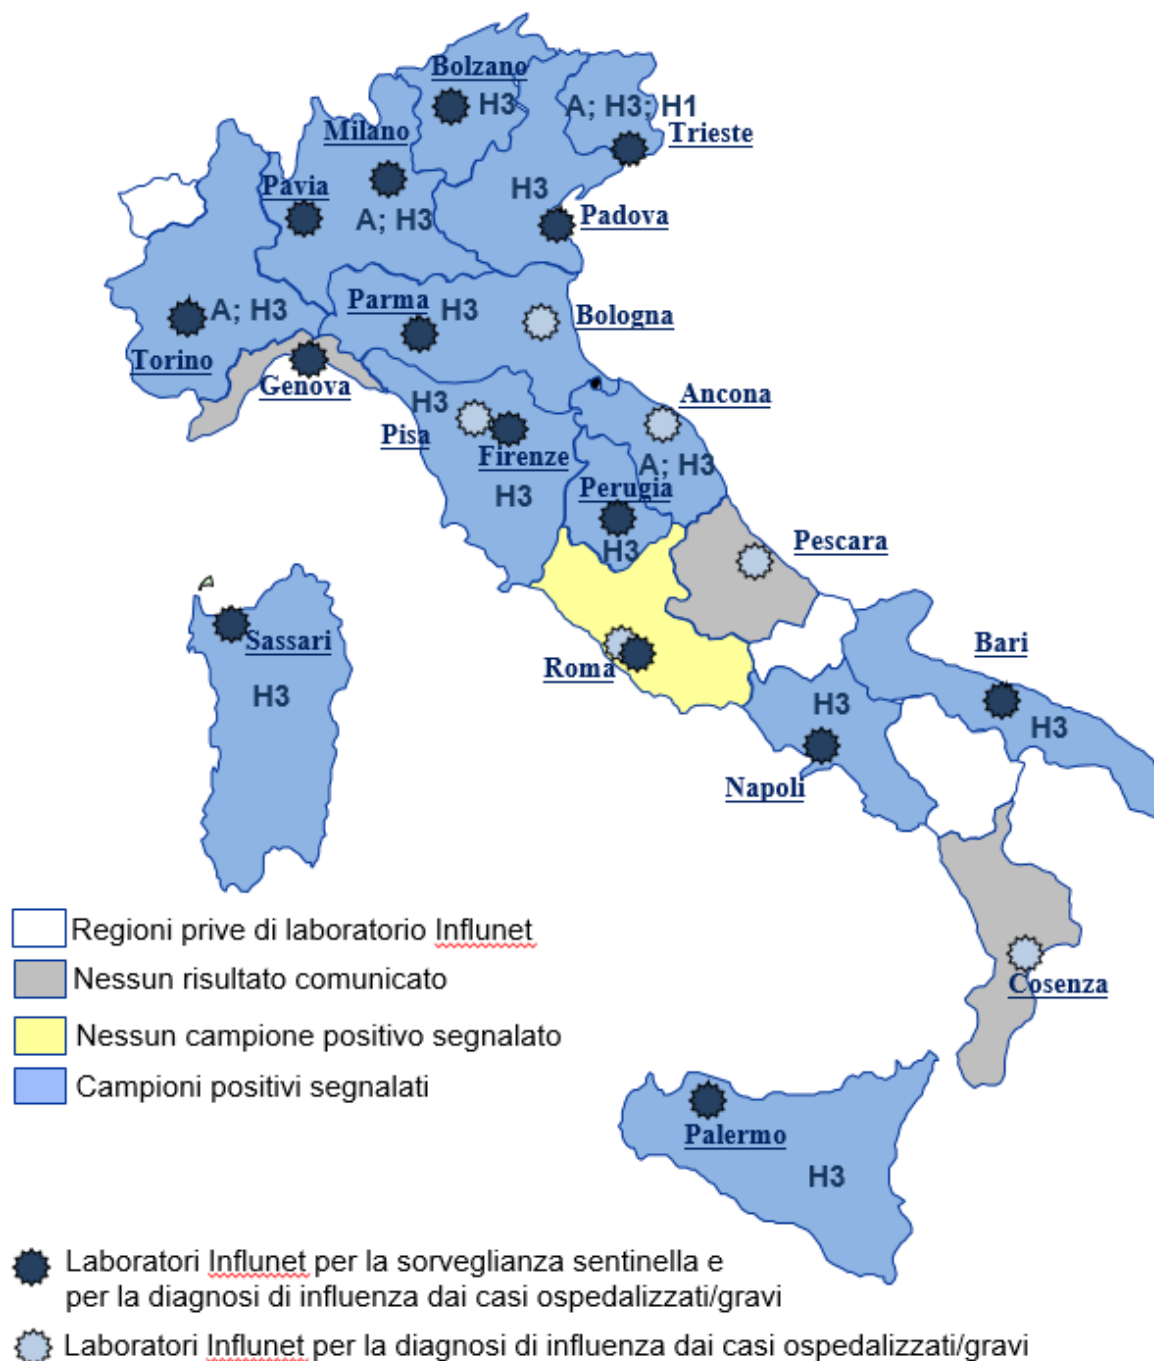 Bolzano
H3
A; H3; H1
Milano
Trieste
Pavia
H3
A; H3
Padova
A; H3
Parma
H3
Bologna
Torino
Genova
H3
Ancona
Pisa
Firenze
A; H3
H3
Perugia
H3
Pescara
Sassari
Roma
Bari
H3
H3
H3
Napoli
Regioni prive di laboratorio Influnet
Nessun risultato comunicato
Cosenza
Nessun campione positivo segnalato
Campioni positivi segnalati
Palermo
H3
Laboratori Influnet per la sorveglianza sentinella e
per la diagnosi di influenza dai casi ospedalizzati/gravi
Laboratori Influnet per la diagnosi di influenza dai casi ospedalizzati/gravi